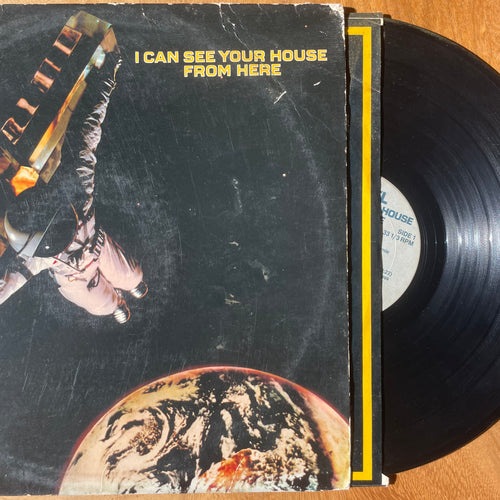 I CAN SEE YOUR HOUSE
FROM HERE
HOUSE
SIDE 1
33 1/3 RPM